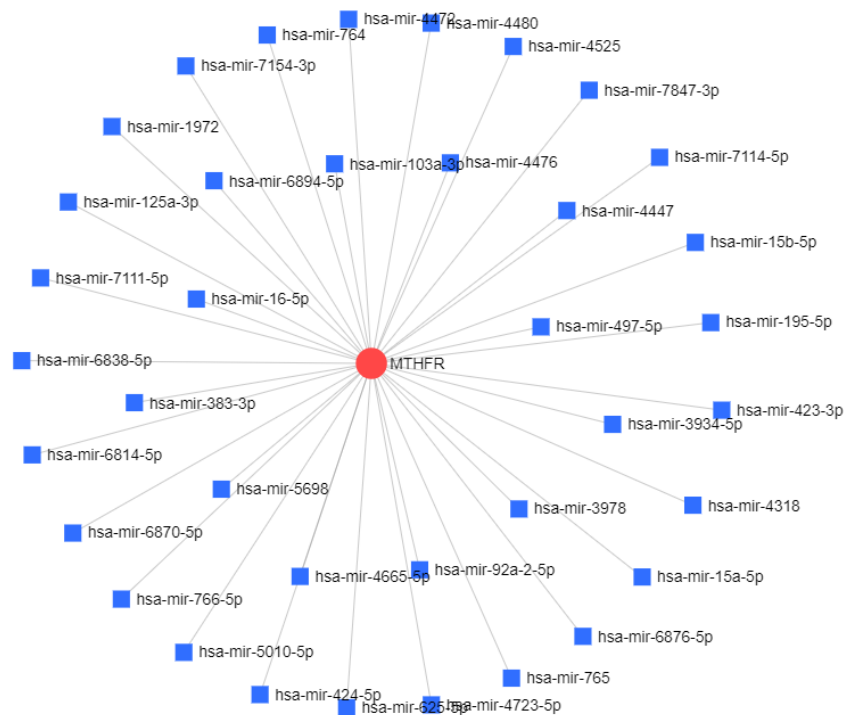 hsa-mir-4472
hsa-mir-4480
hsa-mir-764
hsa-mir-4525
hsa-mir-7154-3p
hsa-mir-7847-3p
hsa-mir-1972
hsa-mir-7114-5p
hsa-mir-103a-3p
hsa-mir-4476
hsa-mir-6894-5p
hsa-mir-125a-3p
hsa-mir-4447
hsa-mir-15b-5p
hsa-mir-7111-5p
hsa-mir-16-5p
hsa-mir-497-5p
hsa-mir-195-5p
hsa-mir-6838-5p
MTHFR
hsa-mir-383-3p
hsa-mir-423-3p
hsa-mir-3934-5p
hsa-mir-6814-5p
hsa-mir-5698
hsa-mir-4318
hsa-mir-3978
hsa-mir-6870-5p
hsa-mir-4665-5p
hsa-mir-92a-2-5p
hsa-mir-15a-5p
hsa-mir-766-5p
hsa-mir-6876-5p
hsa-mir-5010-5p
hsa-mir-765
hsa-mir-424-5p
hsa-mir-625-5p
hsa-mir-4723-5p